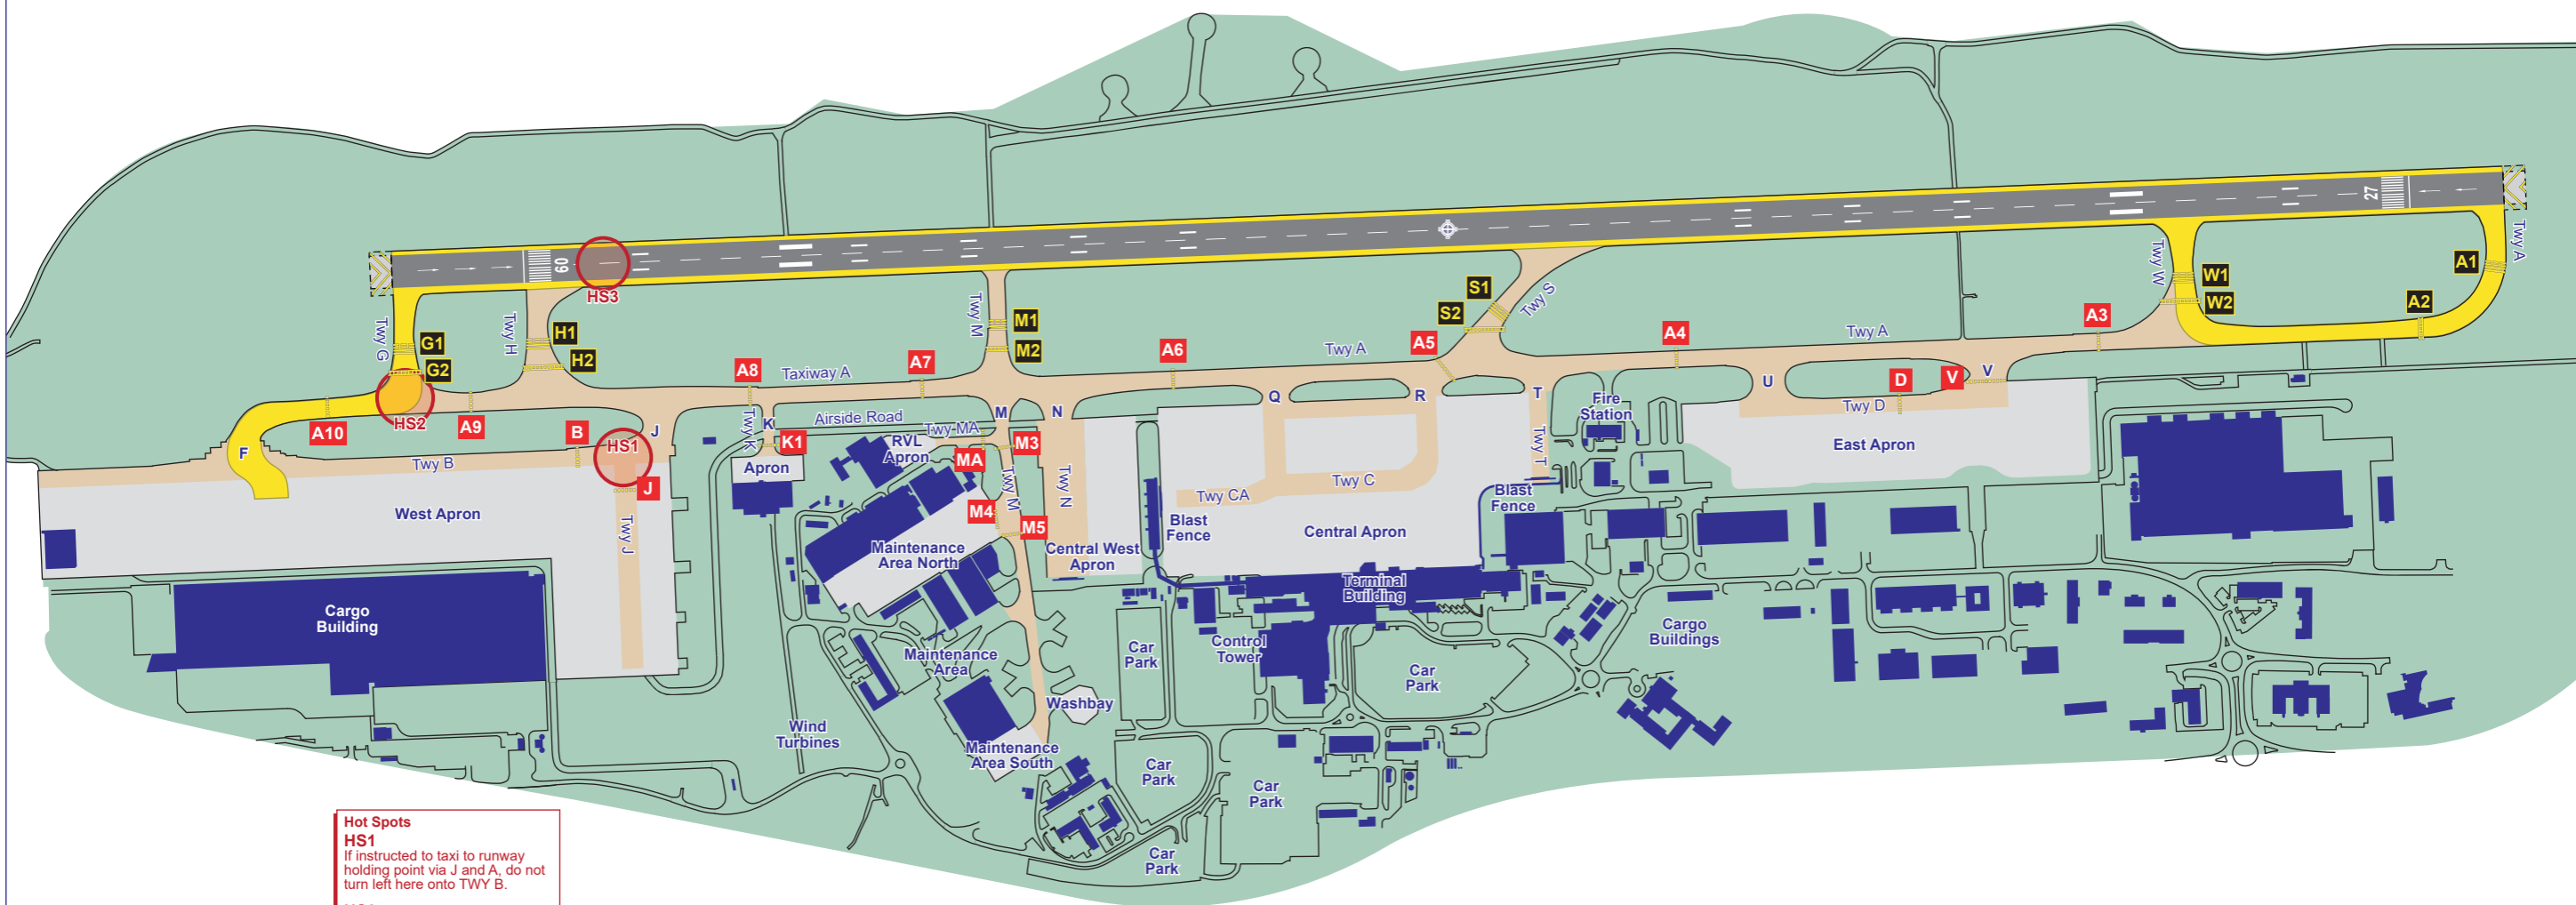 27
09
HS3
Twy A
Twy W
W1
W2
A1
A2
A3
Twy A
A4
Twy S
S1
S2
A5
Twy A
A6
Twy M
M1
M2
A7
Taxiway A
A8
Twy H
H1
H2
Twy G
G1
G2
HS2
A9
A10
F
B
Twy B
HS1
J
J
Twy J
West Apron
Twy K
K
K1
Apron
Airside Road
RVL
Apron
Twy MA
MA
M
N
M3
Twy M
M4
M5
Twy N
Maintenance
Area North
Central West
Apron
Blast
Fence
Q
R
T
Twy CA
Twy C
Central Apron
Twy T
Fire
Station
Blast
Fence
U
D
V
V
Twy D
East Apron
Terminal
Building
Control
Tower
Cargo
Building
Cargo
Buildings
Maintenance
Area
Washbay
Maintenance
Area South
Wind
Turbines
Car
Park
Car
Park
Car
Park
Car
Park
Car
Park
Hot Spots
HS1
If instructed to taxi to runway
holding point via J and A, do not
turn left here onto TWY B.